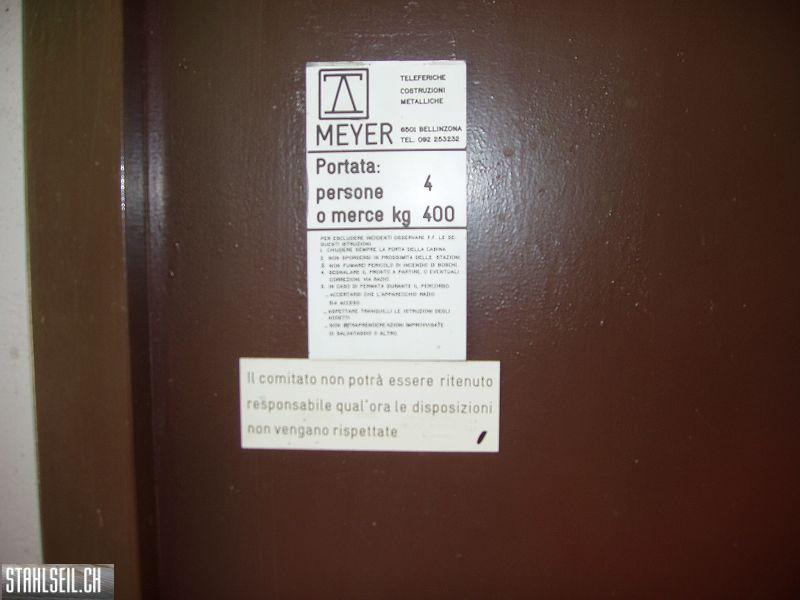 TELEFERICHE
COSTRUZIONI
METALLICHE
MEYER
6501 BELLINZONA
TEL. 092 253232
Portata:
persone 4
o merce kg 400
PER ESCLUDERE INCIDENTI OSSERVARE F.F. LE SE-
GUENTI ISTRUZIONI
1. CHIUDERE SEMPRE LA PORTA DELLA CABINA
2. NON SPORGERSI IN PROSSIMITÀ DELLE STAZIONI
3. NON FUMARE! PERICOLO DI INCENDIO DI BOSCHI.
4. SEGNALARE IL PRONTO A PARTIRE, O EVENTUALI
CORREZIONI, VIA RADIO
5. IN CASO DI FERMATA DURANTE IL PERCORSO:
- ACCERTARSI CHE L'APPARECCHIO RADIO
SIA ACCESO
- ASPETTARE TRANQUILLI LE ISTRUZIONI DEGLI
ADDETTI
- NON INTRAPRENDERE AZIONI IMPROVVISATE
DI SALVATAGGIO O ALTRO.
Il comitato non potrà essere ritenuto
responsabile qual'ora le disposizioni
non vengano rispettate
STAHLSEIL.CH